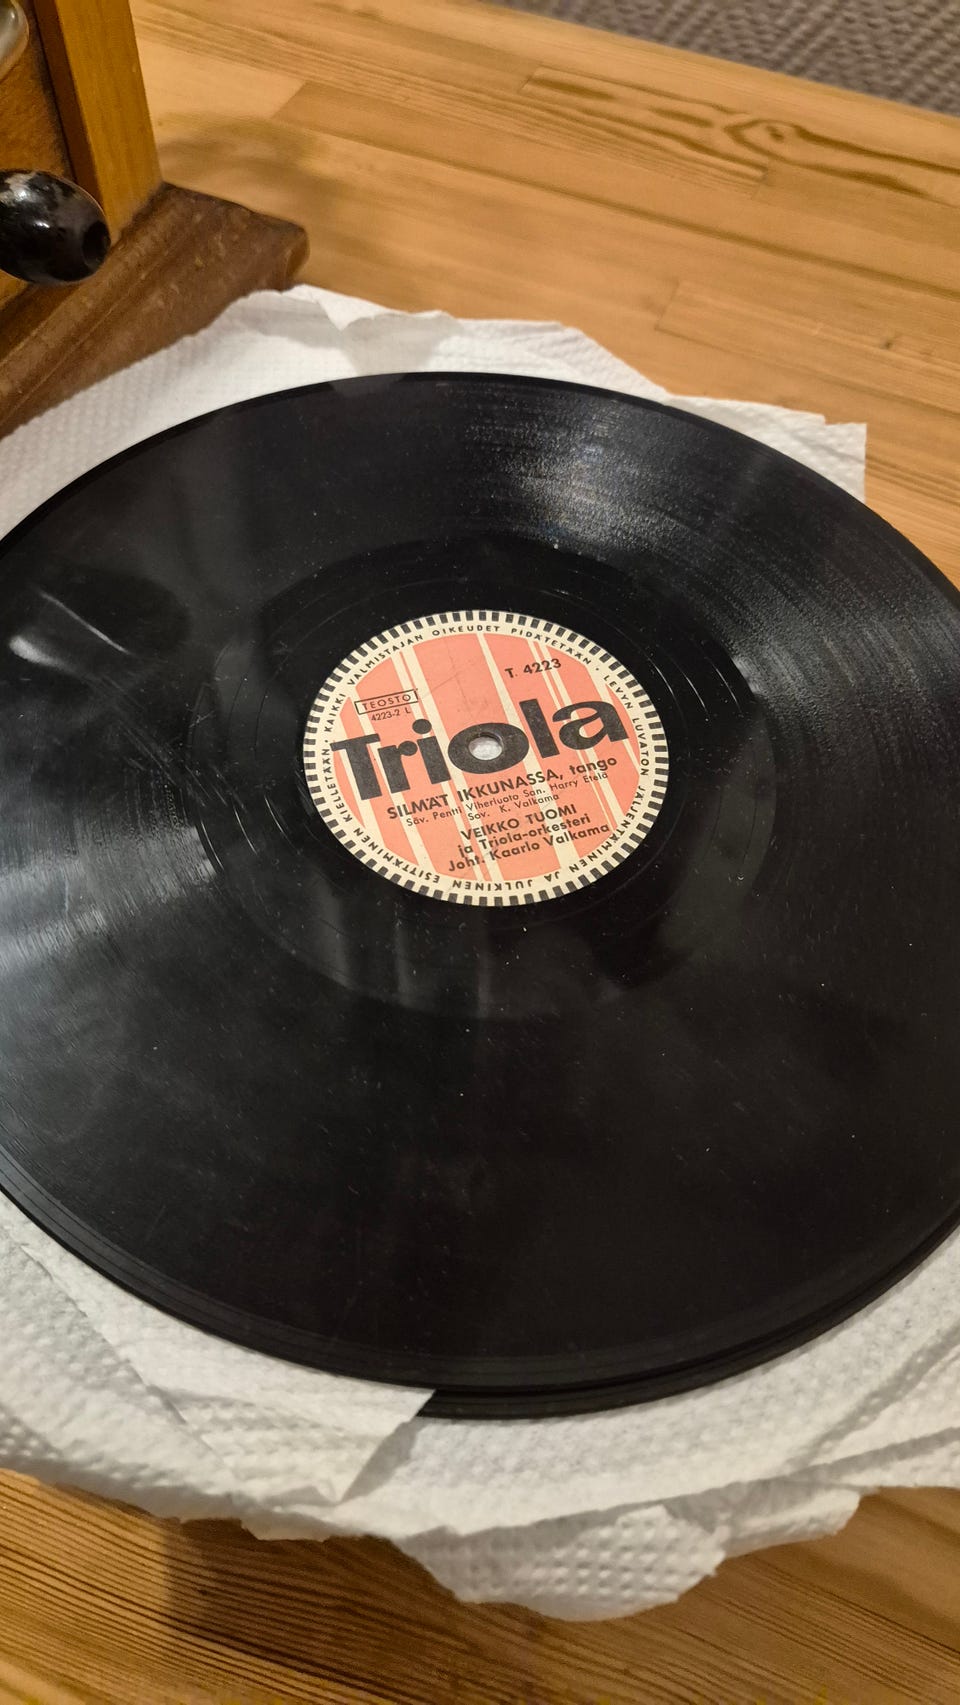 KAIKKI VALMISTAJAN OIKEUDET PIDÄTETÄÄN · LEVYN LUVATON JÄLJENTÄMINEN JA JULKINEN ESITTÄMINEN KIELLETÄÄN ·
T. 4223
TEOSTO
4223-2 L
Triola
SILMÄT IKKUNASSA, tango
Säv. Pentti Viherluoto San. Harry Etelä
Sov. K. Valkama
VEIKKO TUOMI
ja Triola-orkesteri
Joht. Kaarlo Valkama